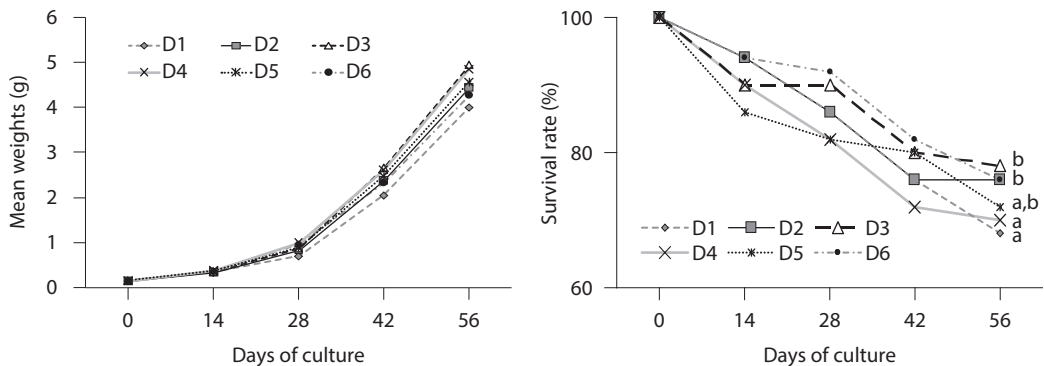 6
5
4
3
2
1
0
Mean weights (g)
D1 D2 D3
D4 D5 D6
0 14 28 42 56
Days of culture
100
80
60
Survival rate (%)
b
b
a,b
a
a
D1 D2 D3
D4 D5 D6
0 14 28 42 56
Days of culture